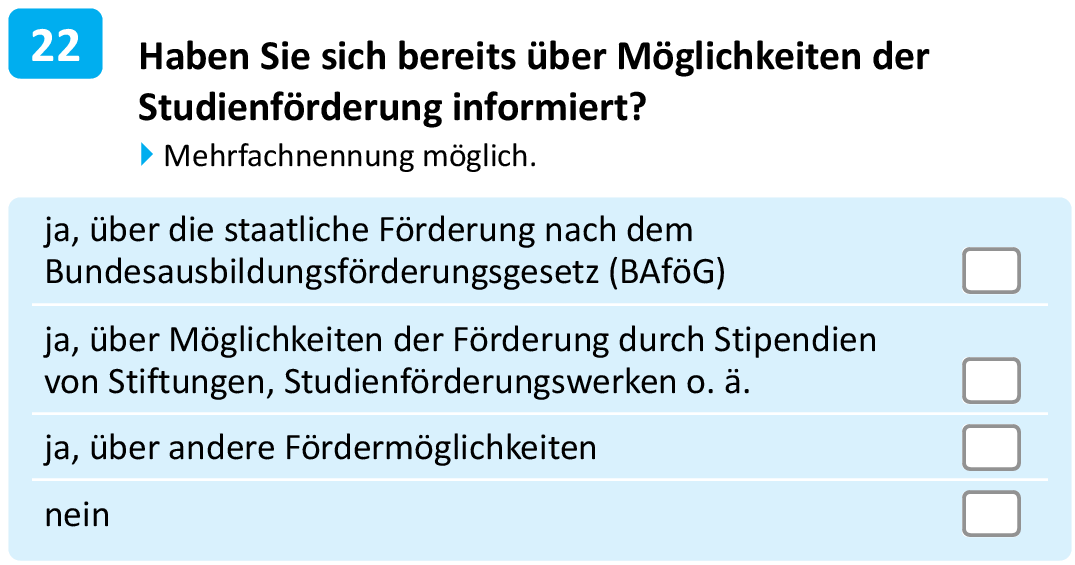 22
Haben Sie sich bereits über Möglichkeiten der
Studienförderung informiert?
Mehrfachnennung möglich.
ja, über die staatliche Förderung nach dem
Bundesausbildungsförderungsgesetz (BAföG)
ja, über Möglichkeiten der Förderung durch Stipendien
von Stiftungen, Studienförderungswerken o. ä.
ja, über andere Fördermöglichkeiten
nein